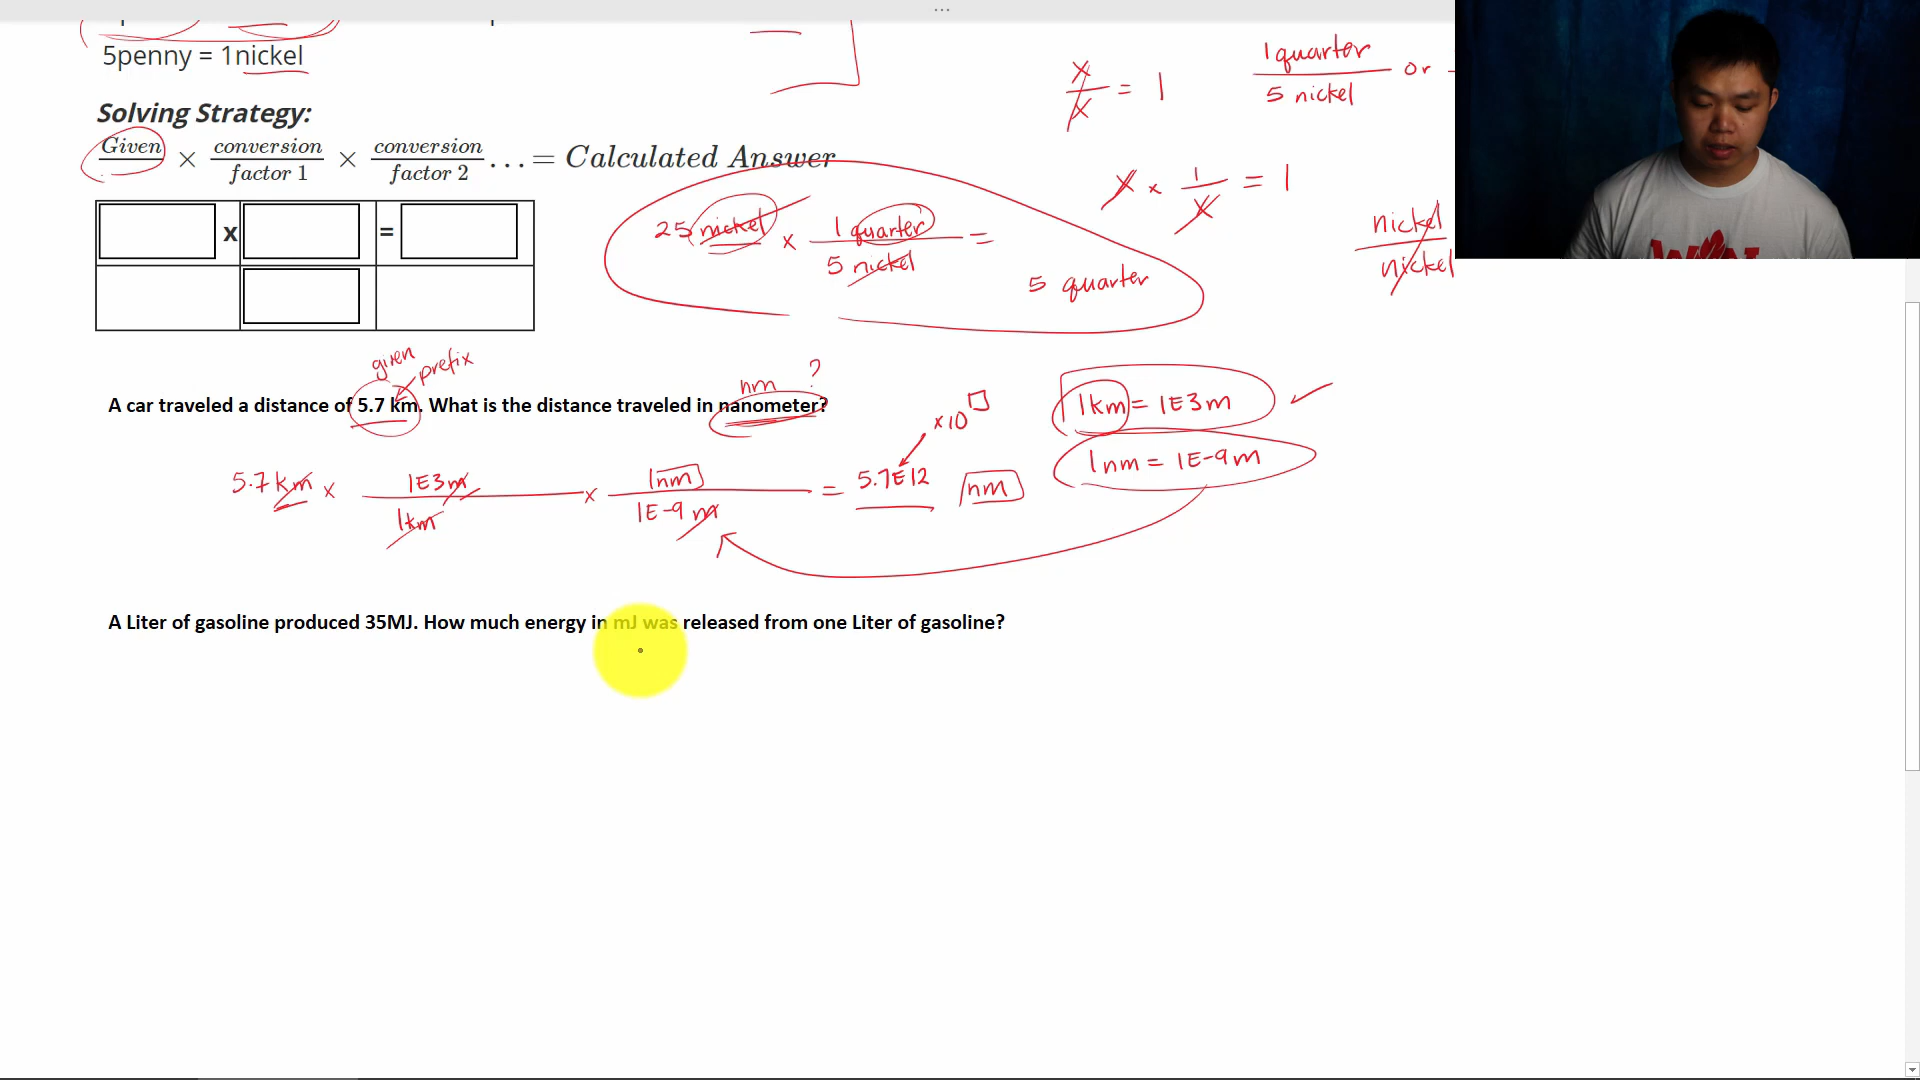 5penny = 1nickel
Solving Strategy:
Given / × conversion factor 1 × conversion factor 2 ... = Calculated Answer
x =
25 nickel x 1 quarter / 5 nickel =
5 quarter
x / x = 1
1 quarter / 5 nickel or
x × 1 / x = 1
nickel / nickel
given prefix
nm ?
A car traveled a distance of 5.7 km. What is the distance traveled in nanometer?
x10
1km = 1E3m
1nm = 1E-9m
5.7 km x 1E3m / 1km x 1nm / 1E-9 m = 5.7E12 nm
A Liter of gasoline produced 35MJ. How much energy in mJ was released from one Liter of gasoline?